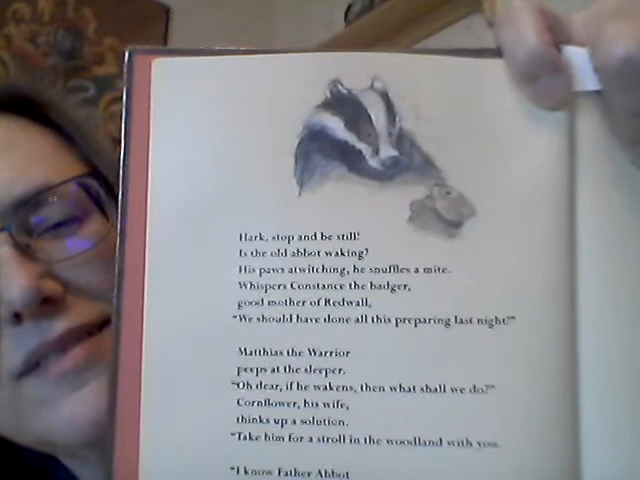 Hark, stop and be still!
Is the old abbot waking?
His paws atwitching, he snuffles a mite.
Whispers Constance the badger,
good mother of Redwall,
"We should have done all this preparing last night!"
Matthias the Warrior
peeps at the sleeper.
"Oh dear, if he wakens, then what shall we do?"
Cornflower, his wife,
thinks up a solution.
"Take him for a stroll in the woodland with you.
"I know Father Abbot